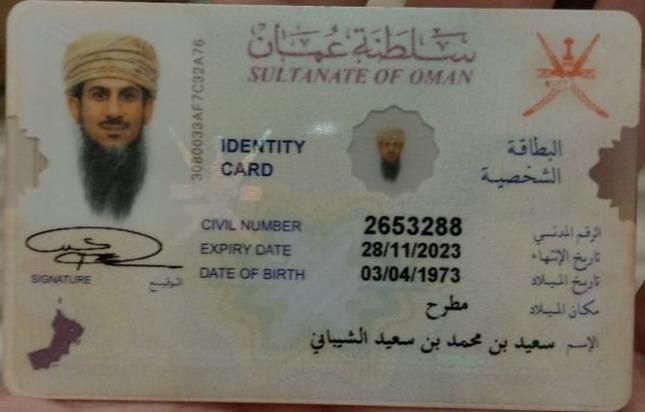 سلطنة عمان
SULTANATE OF OMAN
3080033AF7C32A76
IDENTITY CARD
البطاقة الشخصية
CIVIL NUMBER 2653288 الرقم المدني
EXPIRY DATE 28/11/2023 تاريخ الإنتهاء
DATE OF BIRTH 03/04/1973 تاريخ الميلاد
مكان الميلاد مطرح
الإسم سعيد بن محمد بن سعيد الشيباني
SIGNATURE التوقيع